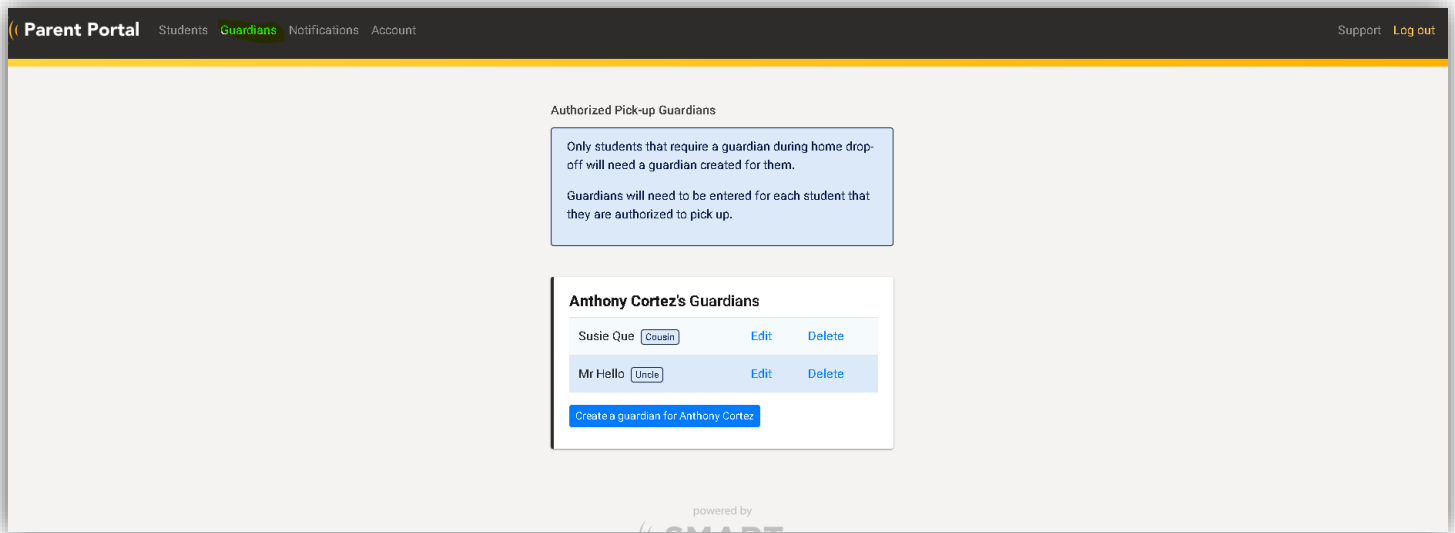 Parent Portal Students Guardians Notifications Account Support Log out
Authorized Pick-up Guardians
Only students that require a guardian during home drop-
off will need a guardian created for them.
Guardians will need to be entered for each student that
they are authorized to pick up.
Anthony Cortez's Guardians
Susie Que Cousin Edit Delete
Mr Hello Uncle Edit Delete
Create a guardian for Anthony Cortez
powered by
SMART